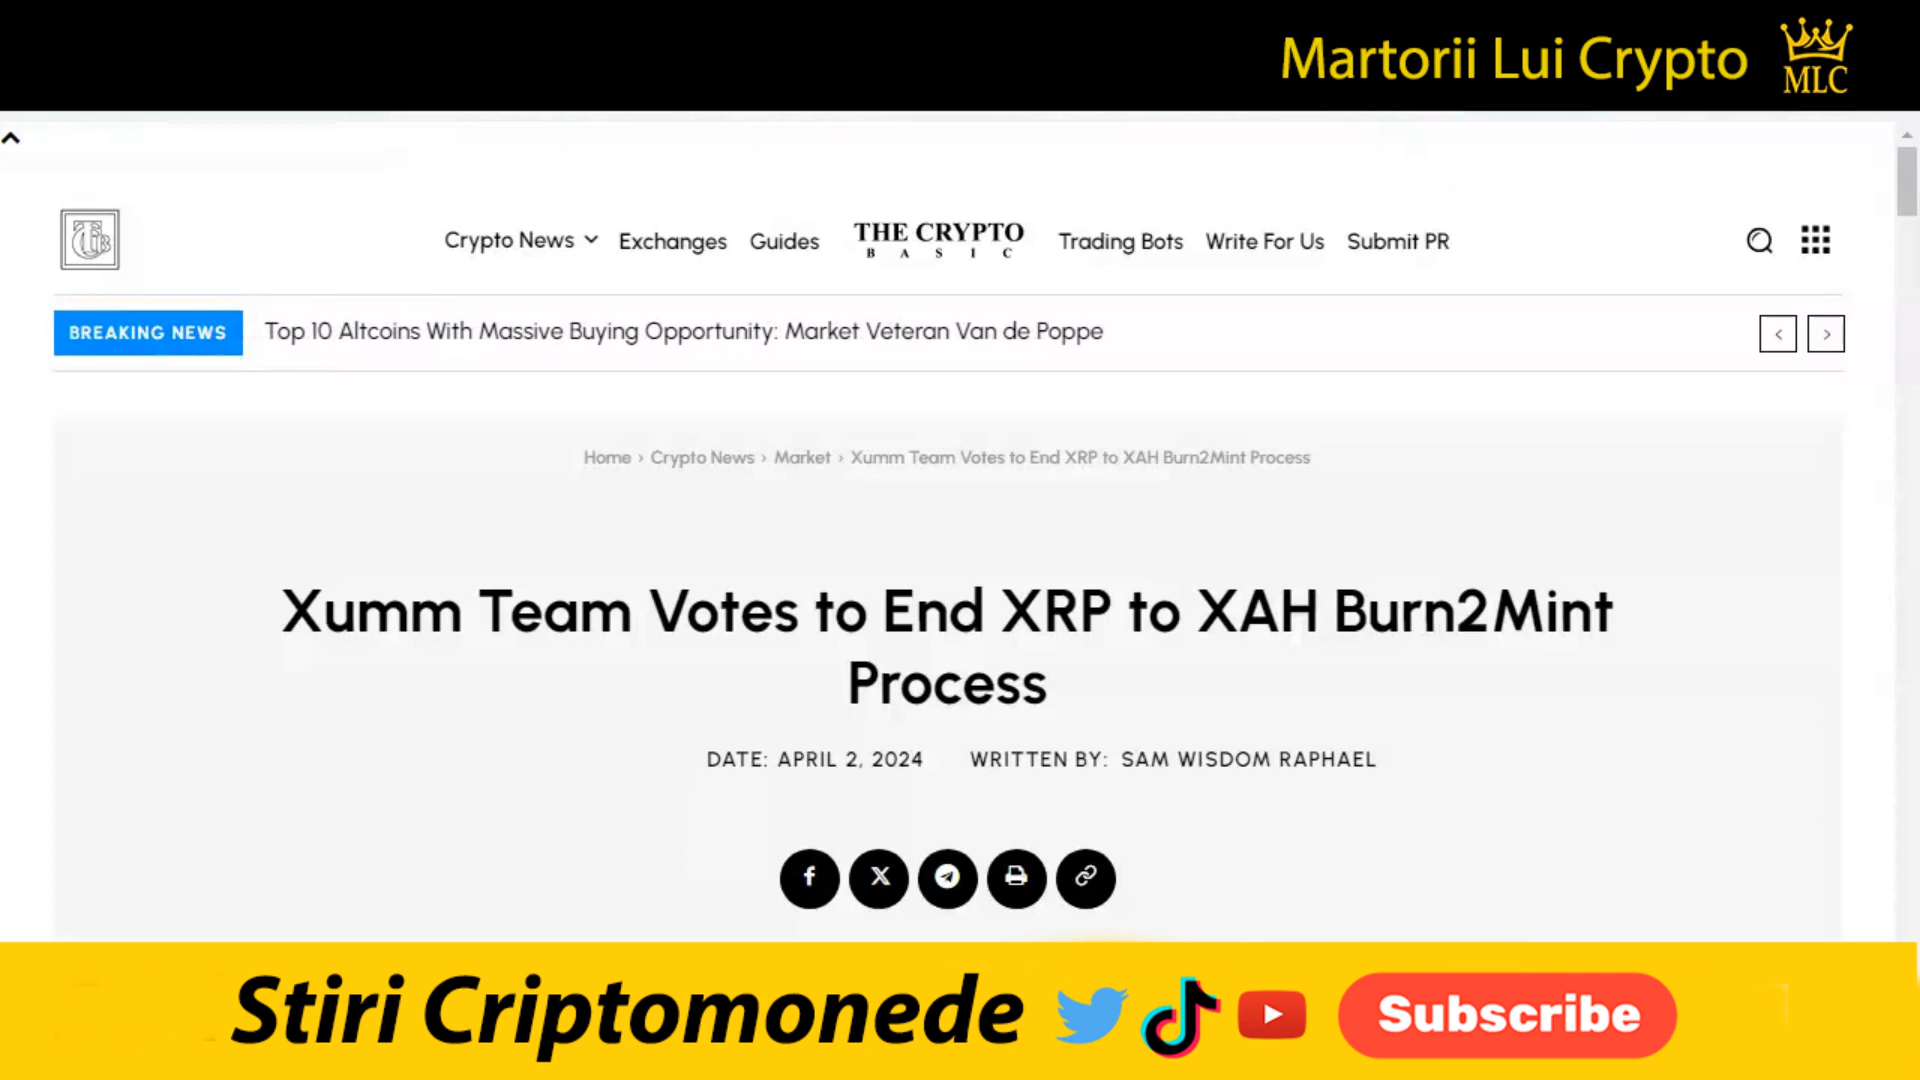 Martorii Lui Crypto
MLC
Crypto News Exchanges Guides THE CRYPTO BASIC Trading Bots Write For Us Submit PR
BREAKING NEWS Top 10 Altcoins With Massive Buying Opportunity: Market Veteran Van de Poppe
Home › Crypto News › Market › Xumm Team Votes to End XRP to XAH Burn2Mint Process
Xumm Team Votes to End XRP to XAH Burn2Mint
Process
DATE: APRIL 2, 2024 WRITTEN BY: SAM WISDOM RAPHAEL
Stiri Criptomonede Subscribe